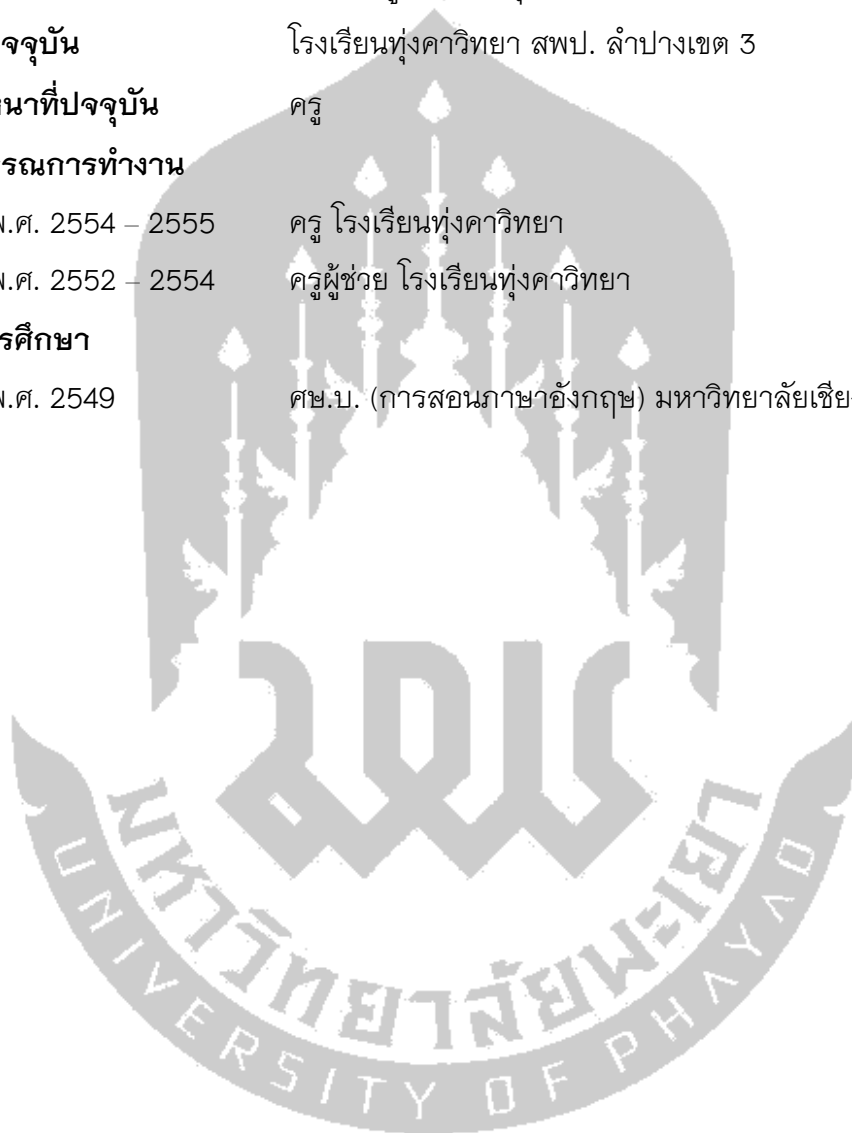 จจุบัน โรงเรียนทุ่งคาวิทยา สพป. ลำปางเขต 3
นาที่ปจจุบัน ครู
รณการทำงาน
พ.ศ. 2554 – 2555 ครู โรงเรียนทุ่งคาวิทยา
พ.ศ. 2552 – 2554 ครูผู้ช่วย โรงเรียนทุ่งคาวิทยา
รศึกษา
พ.ศ. 2549 ศษ.บ. (การสอนภาษาอังกฤษ) มหาวิทยาลัยเชีย
มหาวิทยาลัยพะเยา
UNIVERSITY OF PHAYAO